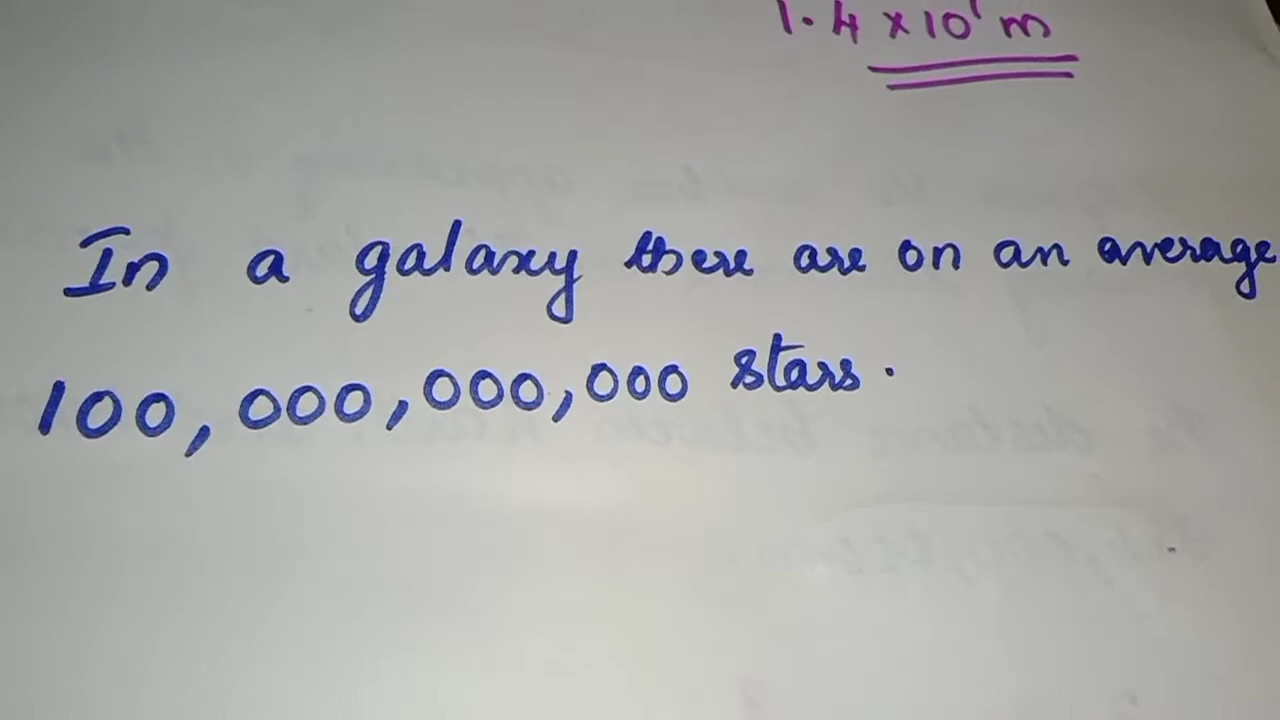 1.4 × 10 m
In a galaxy there are on an average
100,000,000,000 stars.